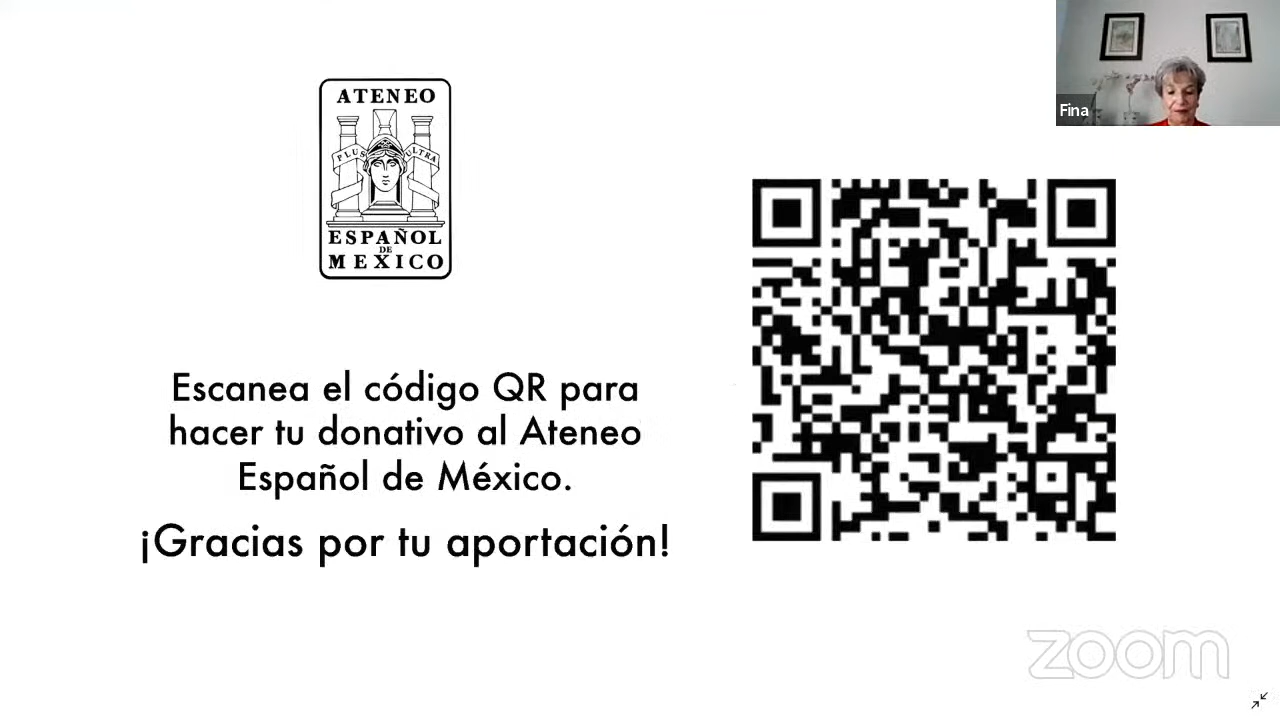 ATENEO
PLUS ULTRA
ESPAÑOL
DE
MEXICO
Fina
Escanea el código QR para
hacer tu donativo al Ateneo
Español de México.
¡Gracias por tu aportación!
zoom